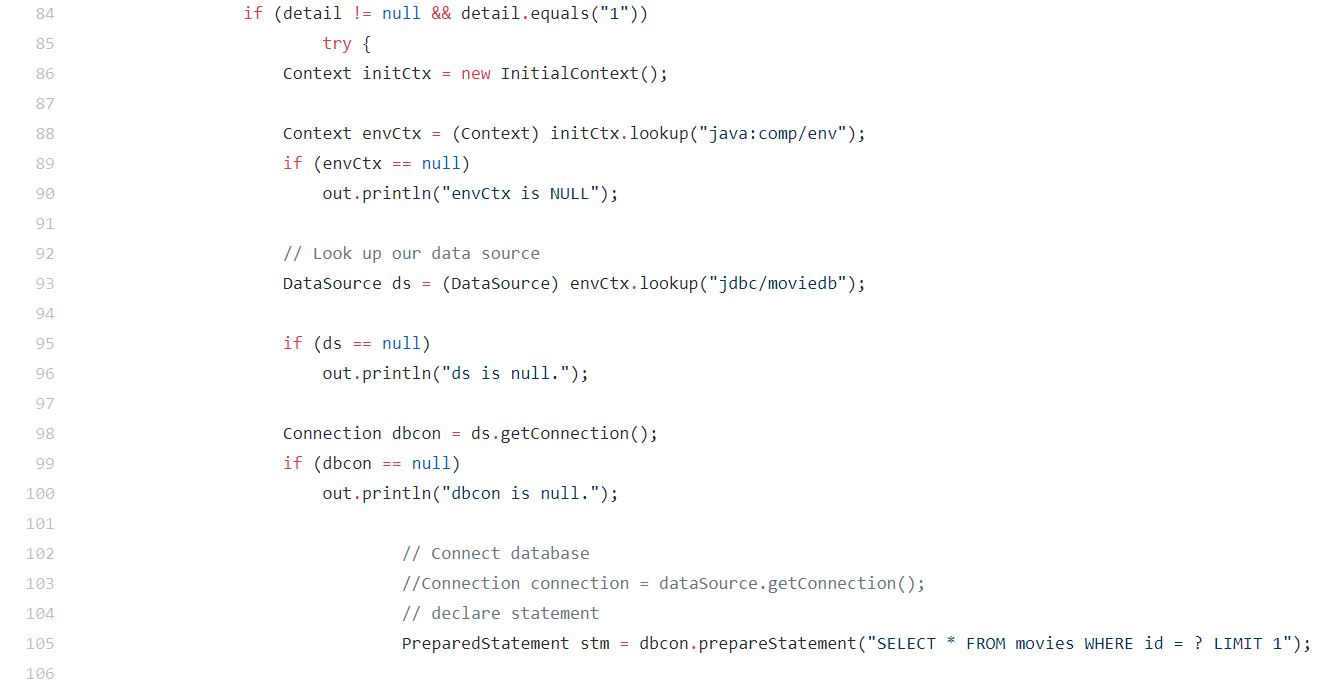 84 if (detail != null && detail.equals("1"))
85 try {
86 Context initCtx = new InitialContext();
87
88 Context envCtx = (Context) initCtx.lookup("java:comp/env");
89 if (envCtx == null)
90 out.println("envCtx is NULL");
91
92 // Look up our data source
93 DataSource ds = (DataSource) envCtx.lookup("jdbc/moviedb");
94
95 if (ds == null)
96 out.println("ds is null.");
97
98 Connection dbcon = ds.getConnection();
99 if (dbcon == null)
100 out.println("dbcon is null.");
101
102 // Connect database
103 //Connection connection = dataSource.getConnection();
104 // declare statement
105 PreparedStatement stm = dbcon.prepareStatement("SELECT * FROM movies WHERE id = ? LIMIT 1");
106